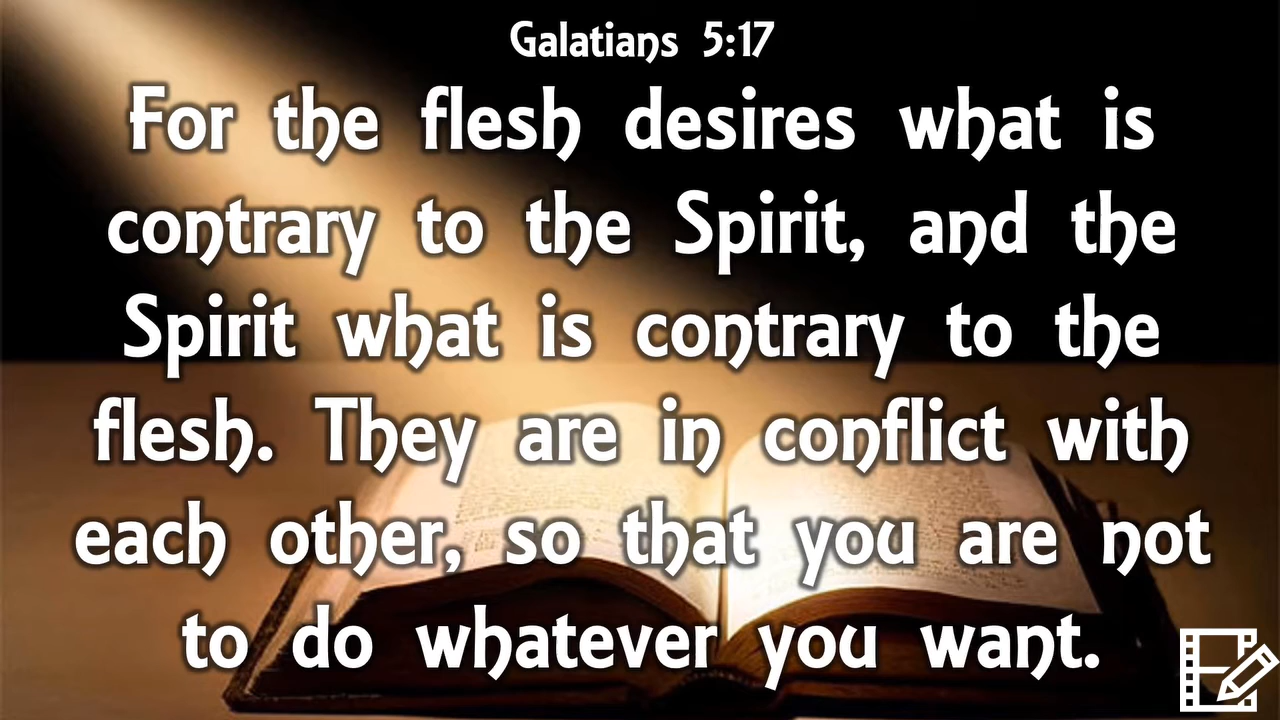 Galatians 5:17
For the flesh desires what is
contrary to the Spirit, and the
Spirit what is contrary to the
flesh. They are in conflict with
each other, so that you are not
to do whatever you want.